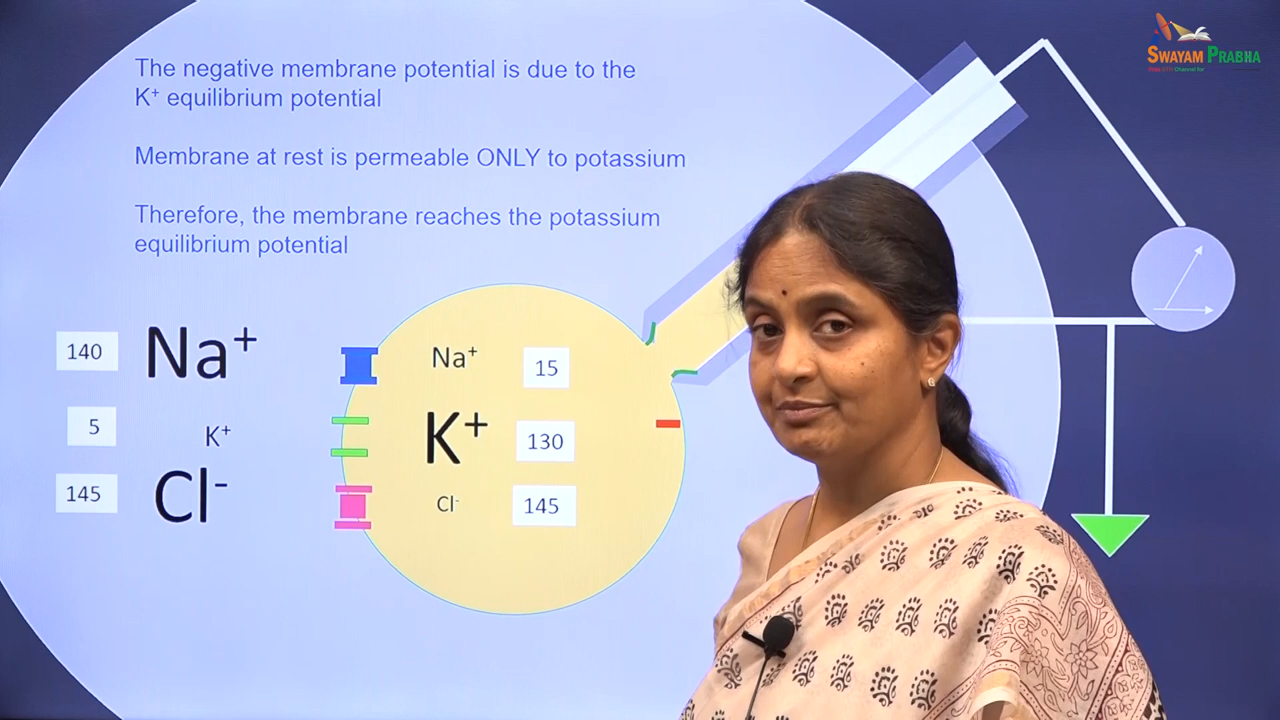 SWAYAM PRABHA
The negative membrane potential is due to the
K⁺ equilibrium potential
Membrane at rest is permeable ONLY to potassium
Therefore, the membrane reaches the potassium
equilibrium potential
140 Na⁺ Na⁺ 15
5 K⁺ K⁺ 130
145 Cl⁻ Cl⁻ 145